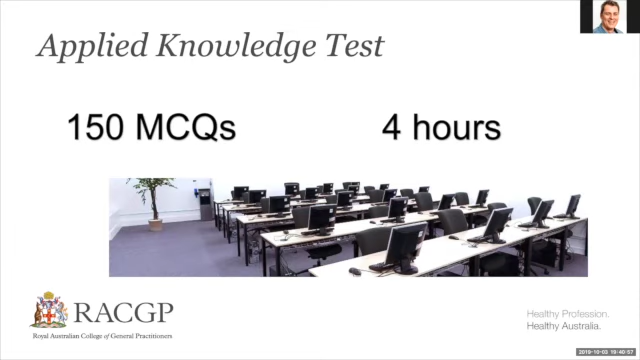 Applied Knowledge Test
150 MCQs
4 hours
RACGP
Royal Australian College of General Practitioners
Healthy Profession.
Healthy Australia.
2019-10-03 19:40:57